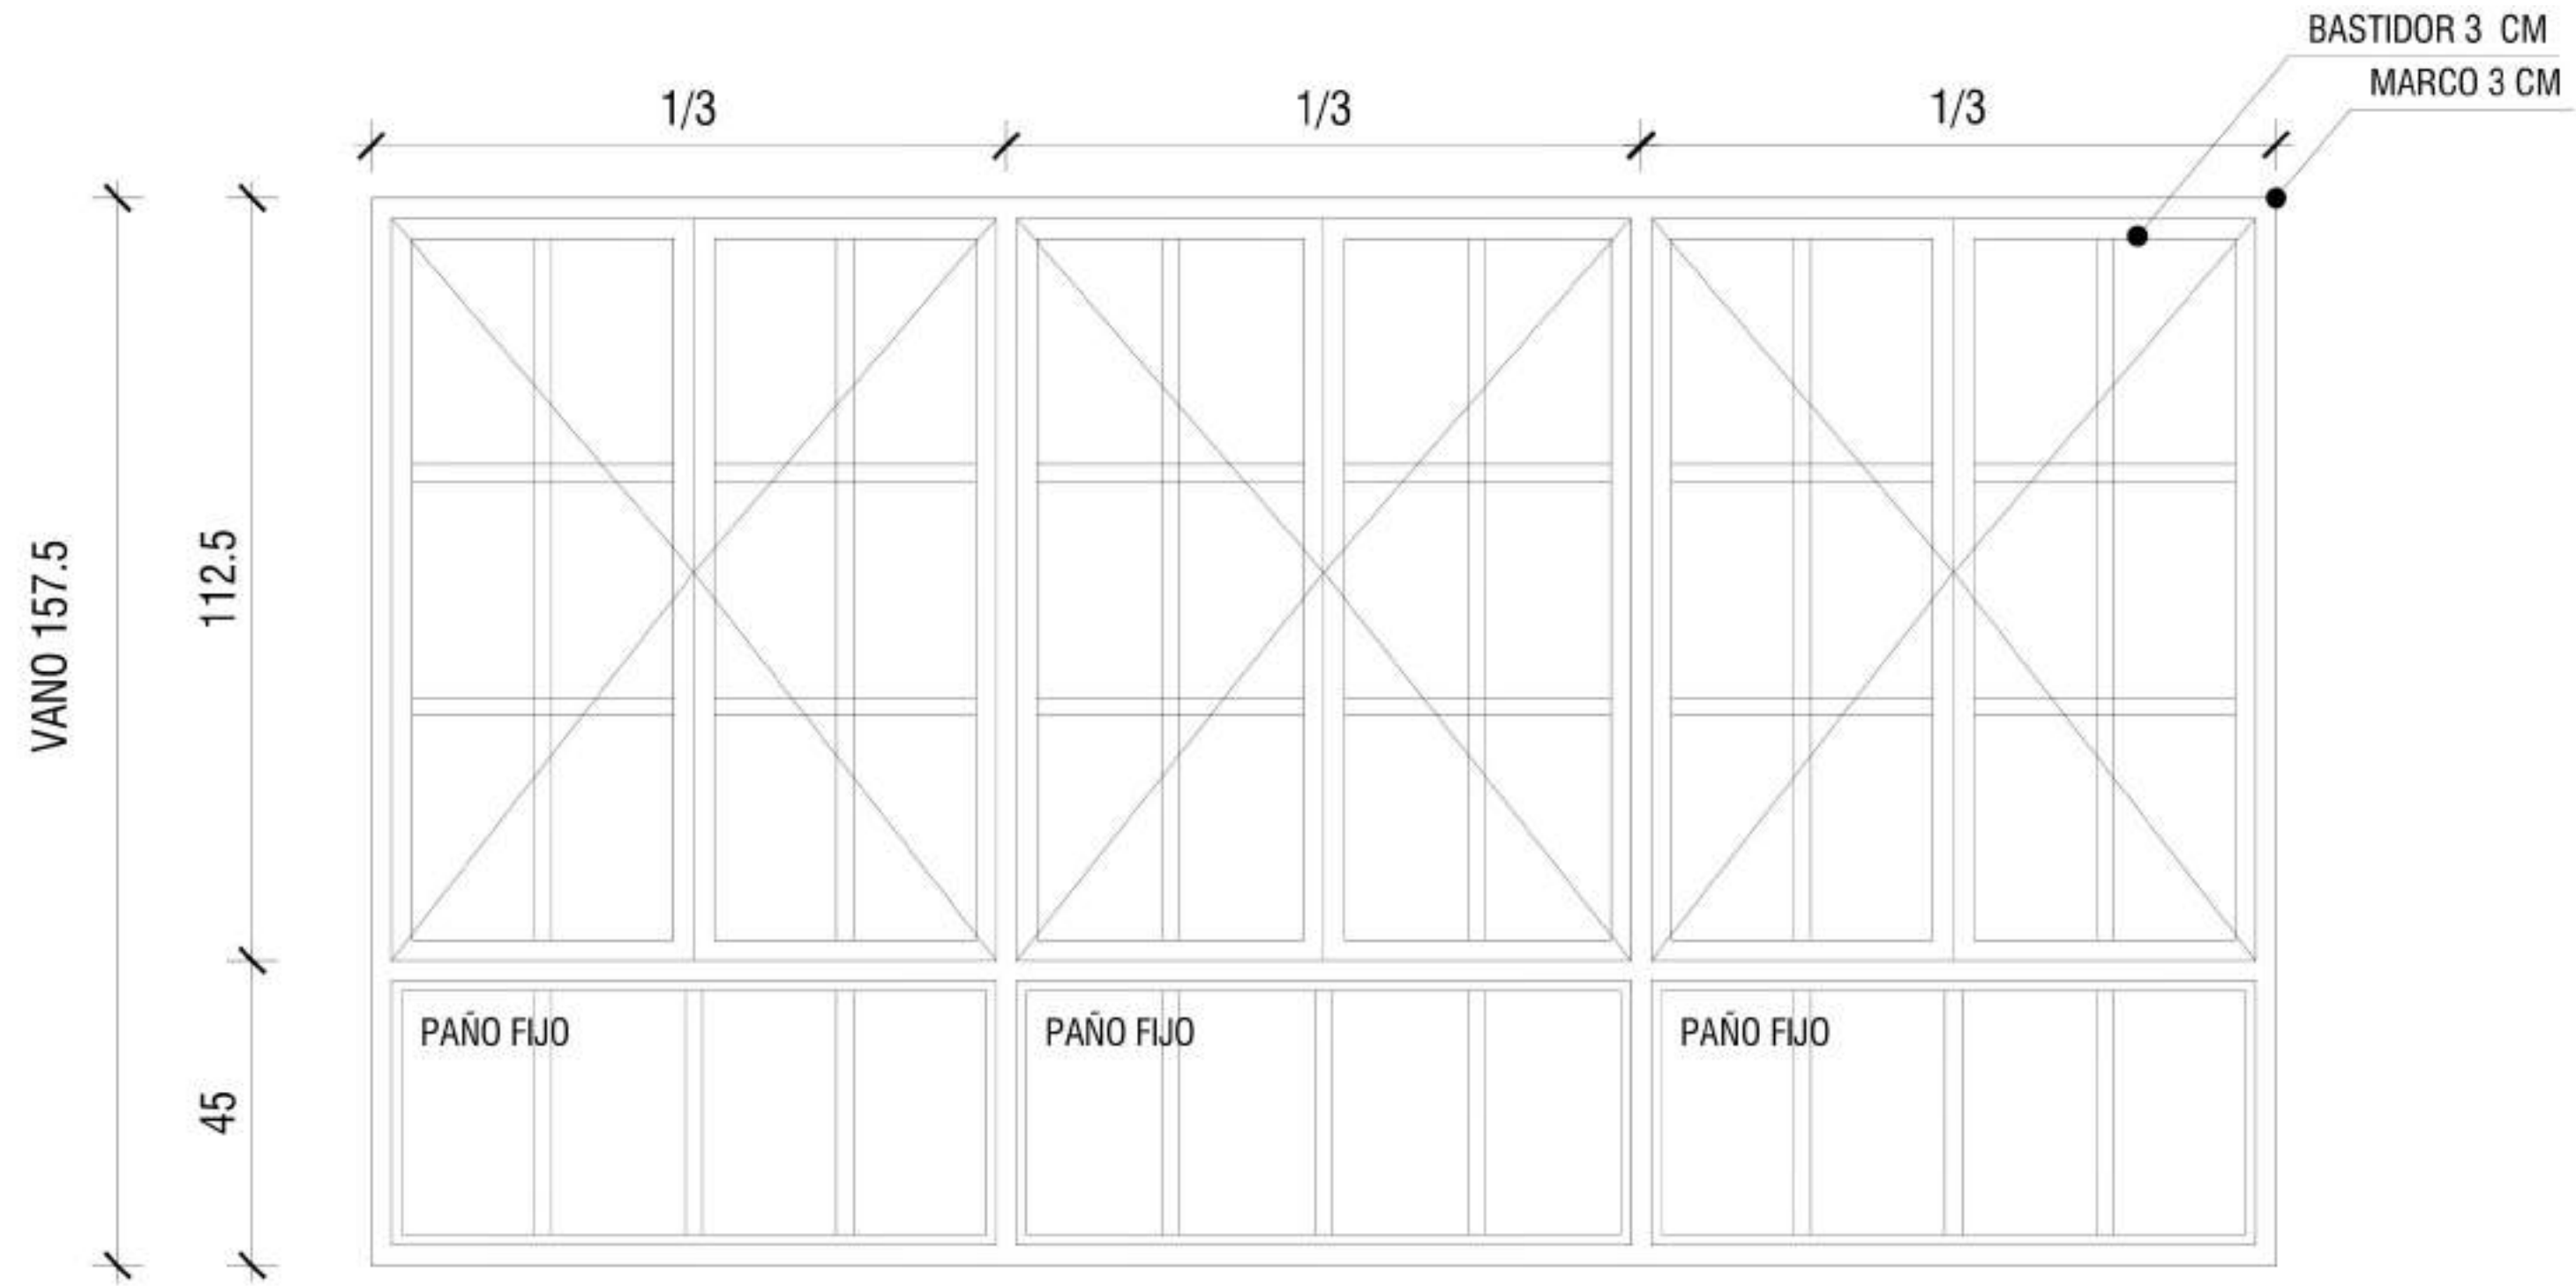 BASTIDOR 3 CM
MARCO 3 CM
1/3
1/3
1/3
VANO 157.5
112.5
45
PAÑO FIJO
PAÑO FIJO
PAÑO FIJO